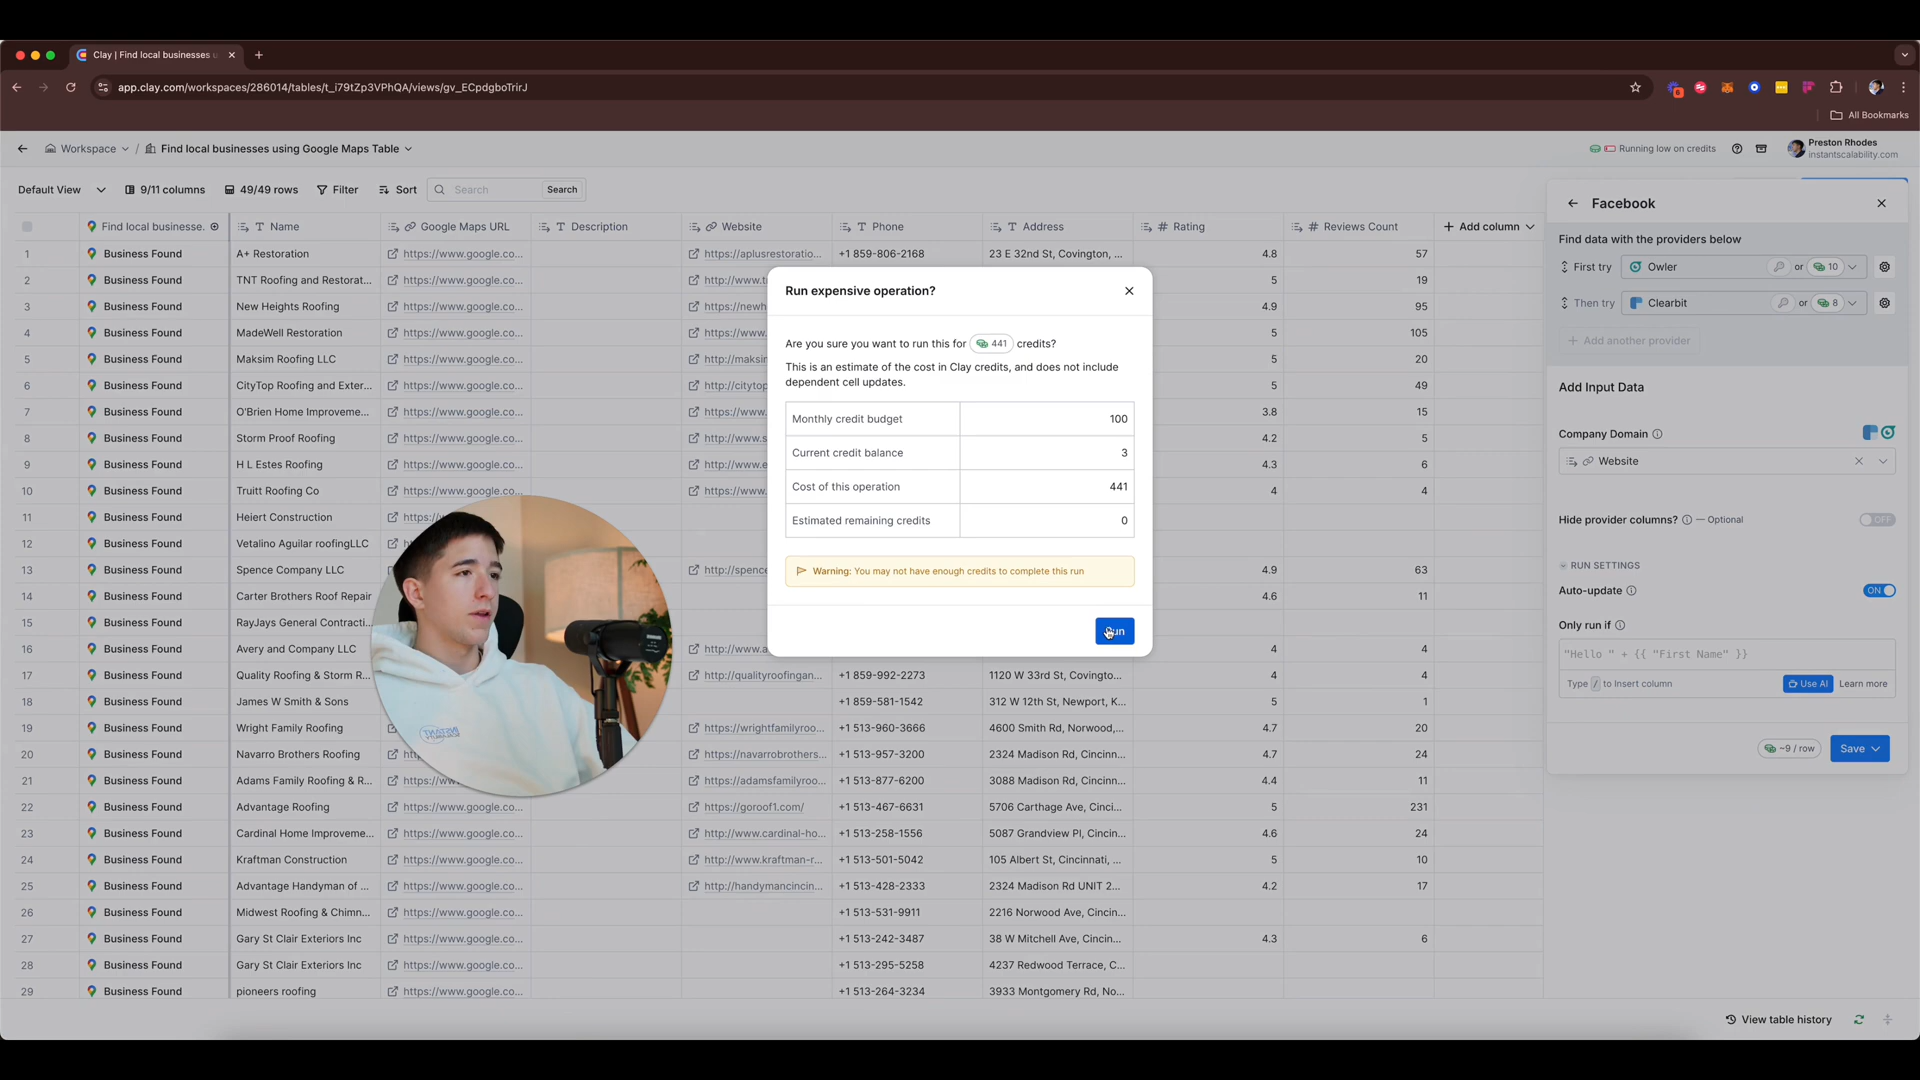 Clay | Find local businesses u
app.clay.com/workspaces/286014/tables/t_i79tZp3VPhQA/views/gv_ECpdgboTrirJ
All Bookmarks
Workspace / Find local businesses using Google Maps Table
Running low on credits
Preston Rhodes
instantscalability.com
Default View 9/11 columns 49/49 rows Filter Sort Search Search
Find local businesse. Name Google Maps URL Description Website Phone Address Rating Reviews Count Add column
1 Business Found A+ Restoration https://www.google.co... https://aplusrestoratio... +1 859-806-2168 23 E 32nd St, Covington, ... 4.8 57
2 Business Found TNT Roofing and Restorat... https://www.google.co... 5 19
3 Business Found New Heights Roofing https://www.google.co... 4.9 95
4 Business Found MadeWell Restoration https://www.google.co... 5 105
5 Business Found Maksim Roofing LLC https://www.google.co... 5 20
6 Business Found CityTop Roofing and Exter... https://www.google.co... 5 49
7 Business Found O'Brien Home Improveme... https://www.google.co... 3.8 15
8 Business Found Storm Proof Roofing https://www.google.co... 4.2 5
9 Business Found H L Estes Roofing https://www.google.co... 4.3 6
10 Business Found Truitt Roofing Co https://www.google.co... 4 4
11 Business Found Heiert Construction
12 Business Found Vetalino Aguilar roofingLLC
13 Business Found Spence Company LLC 4.9 63
14 Business Found Carter Brothers Roof Repair 4.6 11
15 Business Found RayJays General Contracti...
16 Business Found Avery and Company LLC 4 4
17 Business Found Quality Roofing & Storm R... http://qualityroofingan... +1 859-992-2273 1120 W 33rd St, Covingto... 4 4
18 Business Found James W Smith & Sons +1 859-581-1542 312 W 12th St, Newport, K... 5 1
19 Business Found Wright Family Roofing https://wrightfamilyroo... +1 513-960-3666 4600 Smith Rd, Norwood,... 4.7 20
20 Business Found Navarro Brothers Roofing https://navarrobrothers... +1 513-957-3200 2324 Madison Rd, Cincinn... 4.7 24
21 Business Found Adams Family Roofing & R... https://adamsfamilyroo... +1 513-877-6200 3088 Madison Rd, Cincinn... 4.4 11
22 Business Found Advantage Roofing https://www.google.co... https://goroof1.com/ +1 513-467-6631 5706 Carthage Ave, Cinci... 5 231
23 Business Found Cardinal Home Improveme... https://www.google.co... http://www.cardinal-ho... +1 513-258-1556 5087 Grandview Pl, Cincin... 4.6 24
24 Business Found Kraftman Construction https://www.google.co... http://www.kraftman-r... +1 513-501-5042 105 Albert St, Cincinnati, ... 5 10
25 Business Found Advantage Handyman of ... https://www.google.co... http://handymancincin... +1 513-428-2333 2324 Madison Rd UNIT 2... 4.2 17
26 Business Found Midwest Roofing & Chimn... https://www.google.co... +1 513-531-9911 2216 Norwood Ave, Cincin...
27 Business Found Gary St Clair Exteriors Inc https://www.google.co... +1 513-242-3487 38 W Mitchell Ave, Cincin... 4.3 6
28 Business Found Gary St Clair Exteriors Inc https://www.google.co... +1 513-295-5258 4237 Redwood Terrace, C...
29 Business Found pioneers roofing https://www.google.co... +1 513-264-3234 3933 Montgomery Rd, No...
Run expensive operation?
Are you sure you want to run this for 441 credits?
This is an estimate of the cost in Clay credits, and does not include
dependent cell updates.
Monthly credit budget 100
Current credit balance 3
Cost of this operation 441
Estimated remaining credits 0
Warning: You may not have enough credits to complete this run
Facebook
Find data with the providers below
First try Owler or 10
Then try Clearbit or 8
Add another provider
Add Input Data
Company Domain
Website
Hide provider columns? — Optional OFF
RUN SETTINGS
Auto-update ON
Only run if
"Hello " + {{ "First Name" }}
Type / to Insert column Use AI Learn more
~9 / row Save
View table history